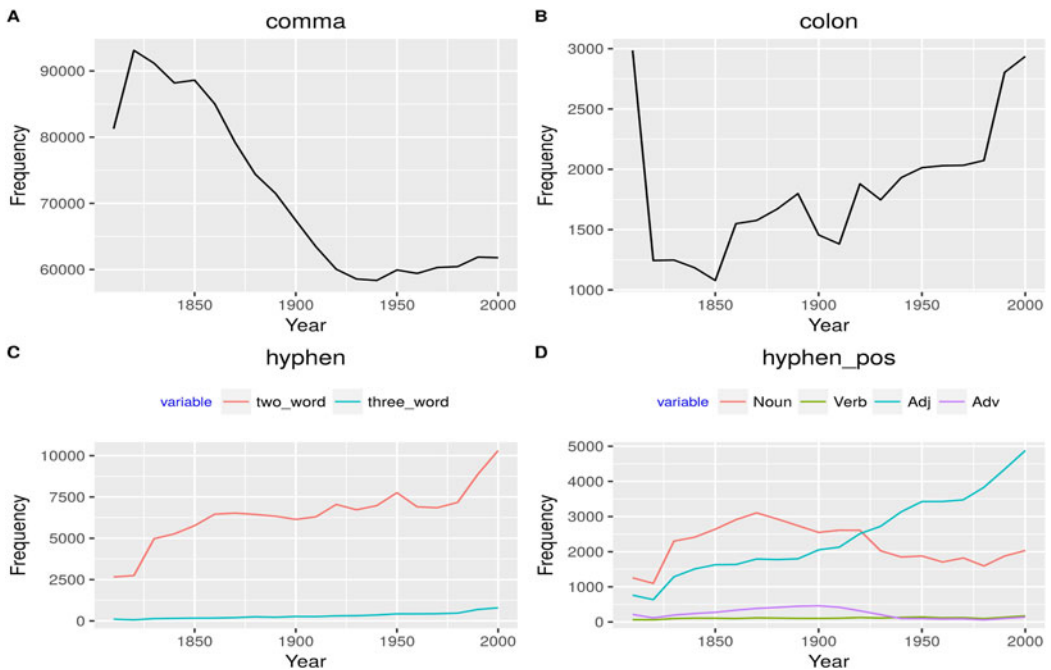 A
comma
Frequency
90000
80000
70000
60000
1850
1900
1950
2000
Year
B
colon
Frequency
3000
2500
2000
1500
1000
1850
1900
1950
2000
Year
C
hyphen
variable two_word three_word
Frequency
10000
7500
5000
2500
0
1850
1900
1950
2000
Year
D
hyphen_pos
variable Noun Verb Adj Adv
Frequency
5000
4000
3000
2000
1000
0
1850
1900
1950
2000
Year